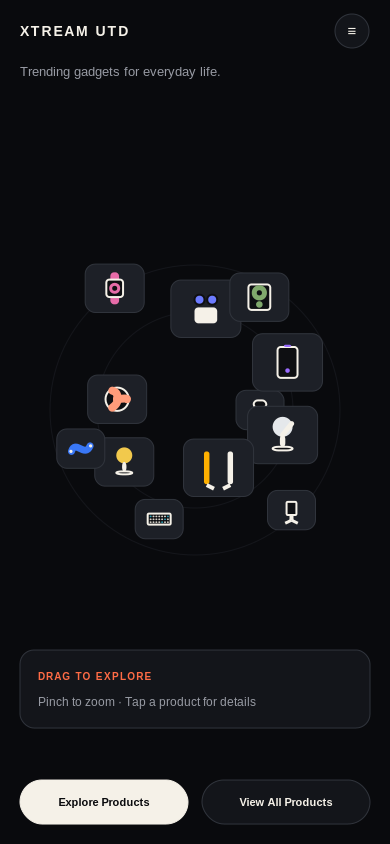 XTREAM UTD
Trending gadgets for everyday life.
DRAG TO EXPLORE
Pinch to zoom · Tap a product for details
Explore Products
View All Products